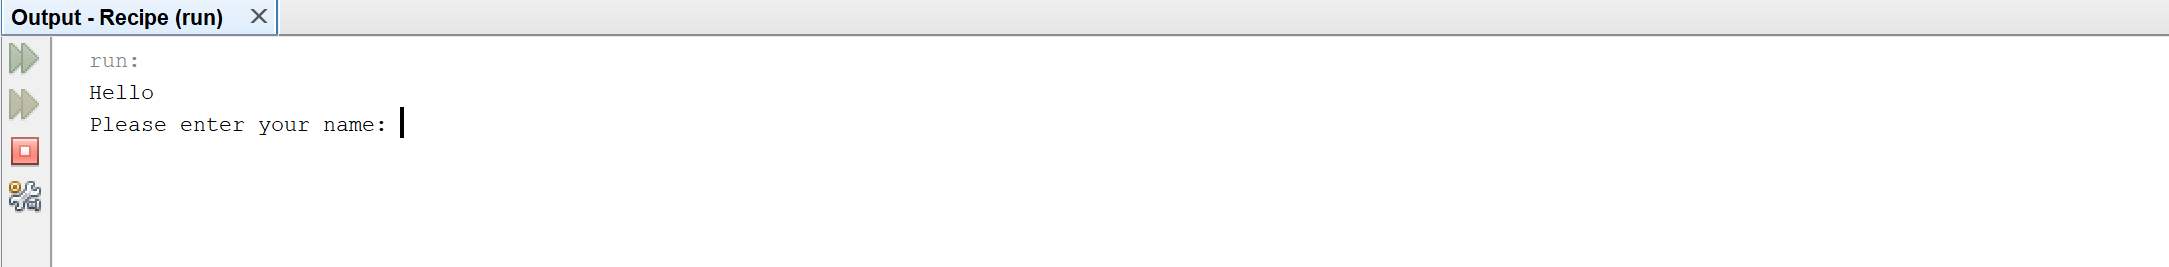 Output - Recipe (run)
run:
Hello
Please enter your name: